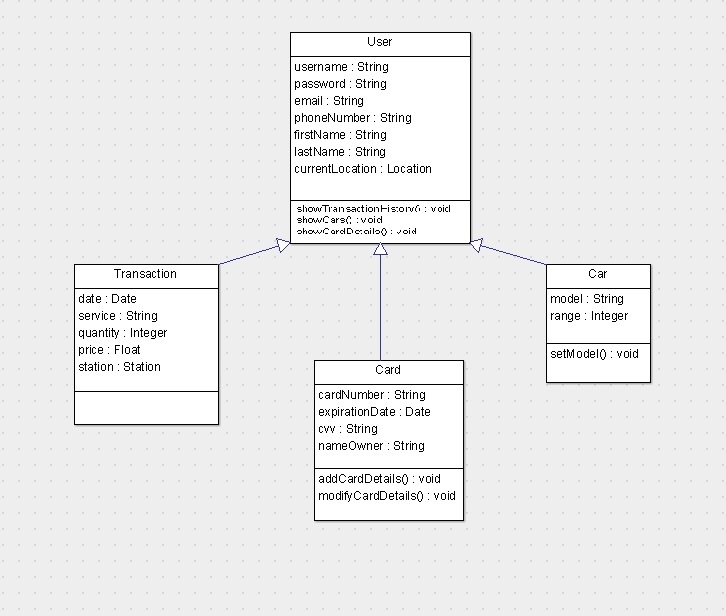 User
username : String
password : String
email : String
phoneNumber : String
firstName : String
lastName : String
currentLocation : Location
showTransactionHistory() : void
showCars() : void
showCardDetails() : void
Transaction
date : Date
service : String
quantity : Integer
price : Float
station : Station
Card
cardNumber : String
expirationDate : Date
cvv : String
nameOwner : String
addCardDetails() : void
modifyCardDetails() : void
Car
model : String
range : Integer
setModel() : void